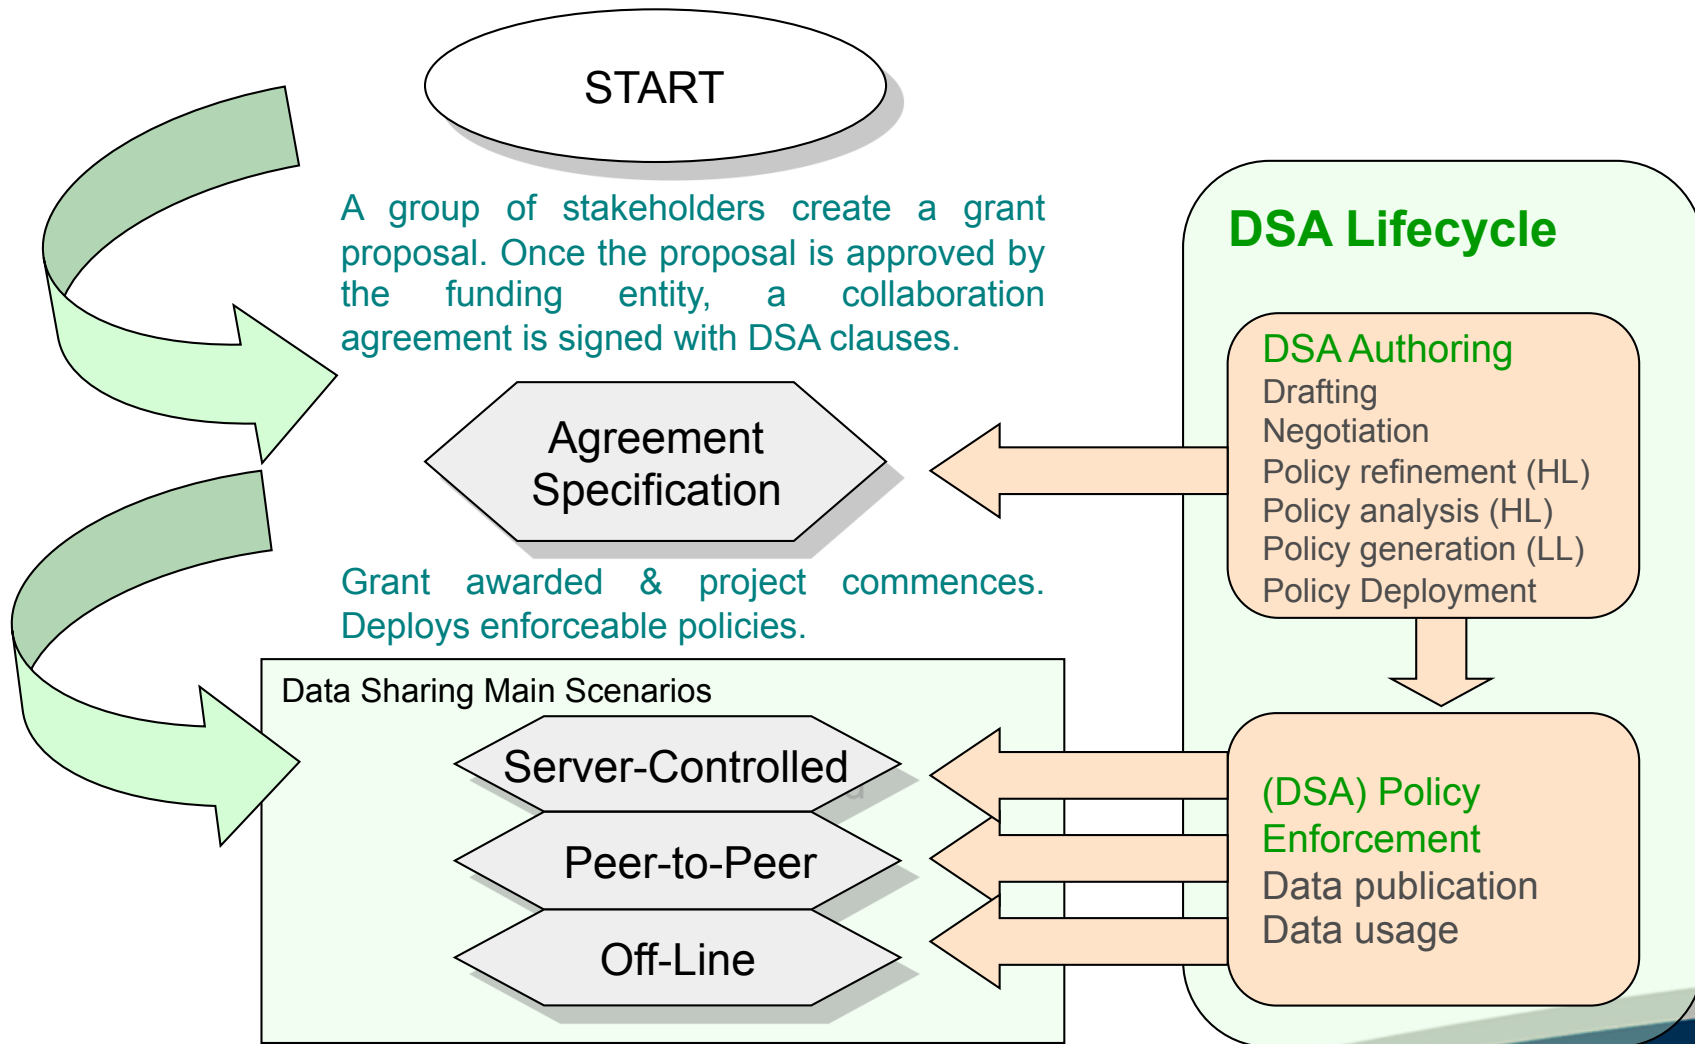 START
A group of stakeholders create a grant
proposal. Once the proposal is approved by
the funding entity, a collaboration
agreement is signed with DSA clauses.
Agreement
Specification
Grant awarded & project commences.
Deploys enforceable policies.
Data Sharing Main Scenarios
Server-Controlled
Peer-to-Peer
Off-Line
DSA Lifecycle
DSA Authoring
Drafting
Negotiation
Policy refinement (HL)
Policy analysis (HL)
Policy generation (LL)
Policy Deployment
(DSA) Policy
Enforcement
Data publication
Data usage